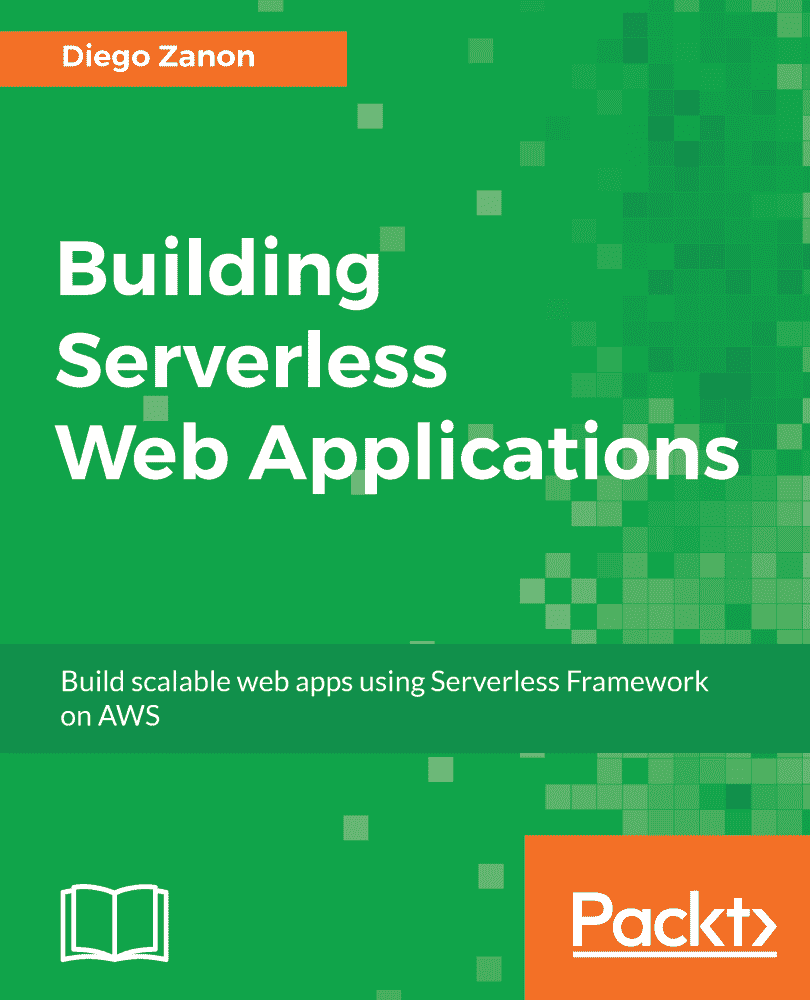 Diego Zanon
Building
Serverless
Web Applications
Build scalable web apps using Serverless Framework
on AWS
Packt>